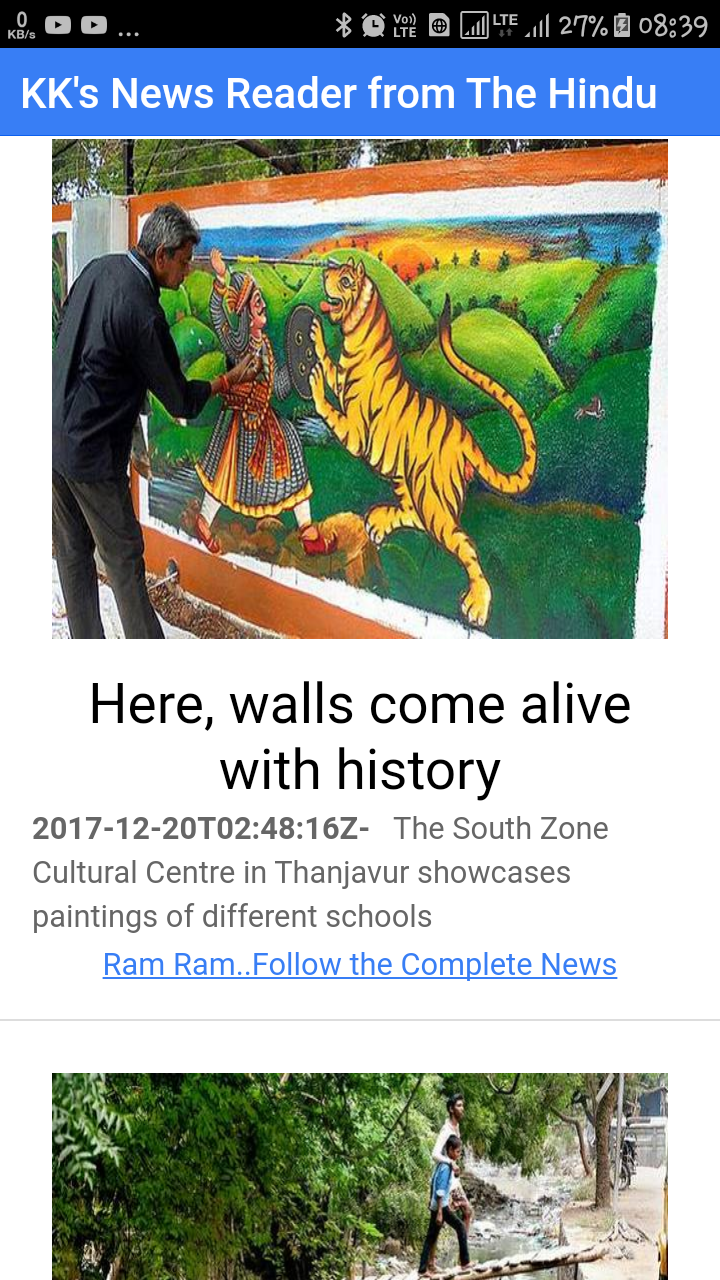 0
KB/s
...
Vo))
LTE
LTE
27%
08:39
KK's News Reader from The Hindu
Here, walls come alive
with history
2017-12-20T02:48:16Z- The South Zone
Cultural Centre in Thanjavur showcases
paintings of different schools
Ram Ram..Follow the Complete News